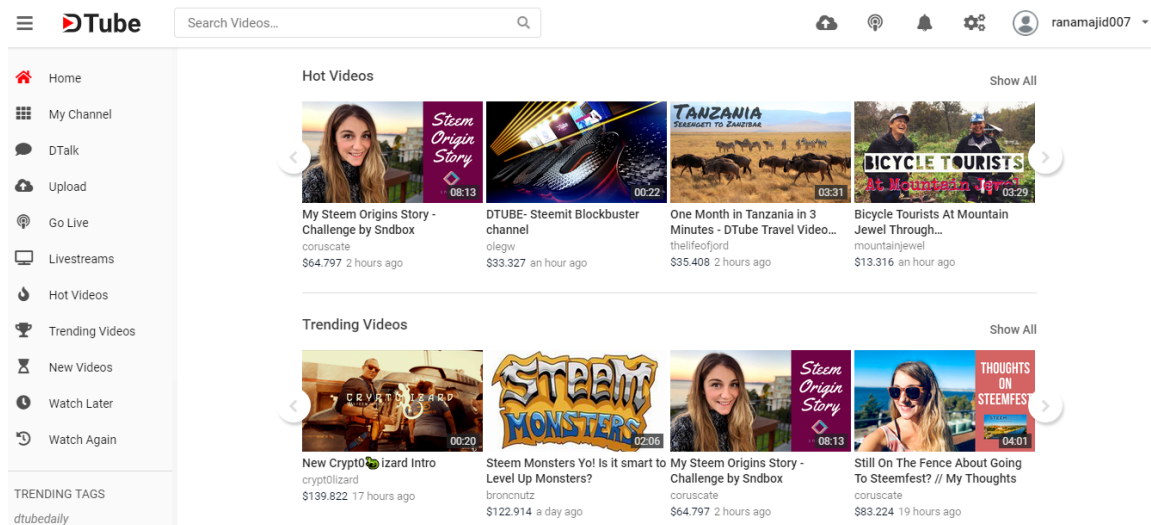 DTube
Search Videos...
ranamajid007
Home
My Channel
DTalk
Upload
Go Live
Livestreams
Hot Videos
Trending Videos
New Videos
Watch Later
Watch Again
TRENDING TAGS
dtubedaily
Hot Videos
Show All
Steem
Origin
Story
08:13
My Steem Origins Story -
Challenge by Sndbox
coruscate
$64.797 2 hours ago
00:22
DTUBE- Steemit Blockbuster
channel
olegw
$33.327 an hour ago
TANZANIA
SERENGETI TO ZANZIBAR
03:31
One Month in Tanzania in 3
Minutes - DTube Travel Video...
thelifeofjord
$35.408 2 hours ago
BICYCLE TOURISTS
At Mountain Jewel
03:29
Bicycle Tourists At Mountain
Jewel Through...
mountainjewel
$13.316 an hour ago
Trending Videos
Show All
CRYPT0LIZARD
00:20
New Crypt0🦎izard Intro
crypt0lizard
$139.822 17 hours ago
STEEM
MONSTERS
02:06
Steem Monsters Yo! Is it smart to
Level Up Monsters?
broncnutz
$122.914 a day ago
Steem
Origin
Story
08:13
My Steem Origins Story -
Challenge by Sndbox
coruscate
$64.797 2 hours ago
THOUGHTS
ON
STEEMFEST
04:01
Still On The Fence About Going
To Steemfest? // My Thoughts
coruscate
$83.224 19 hours ago